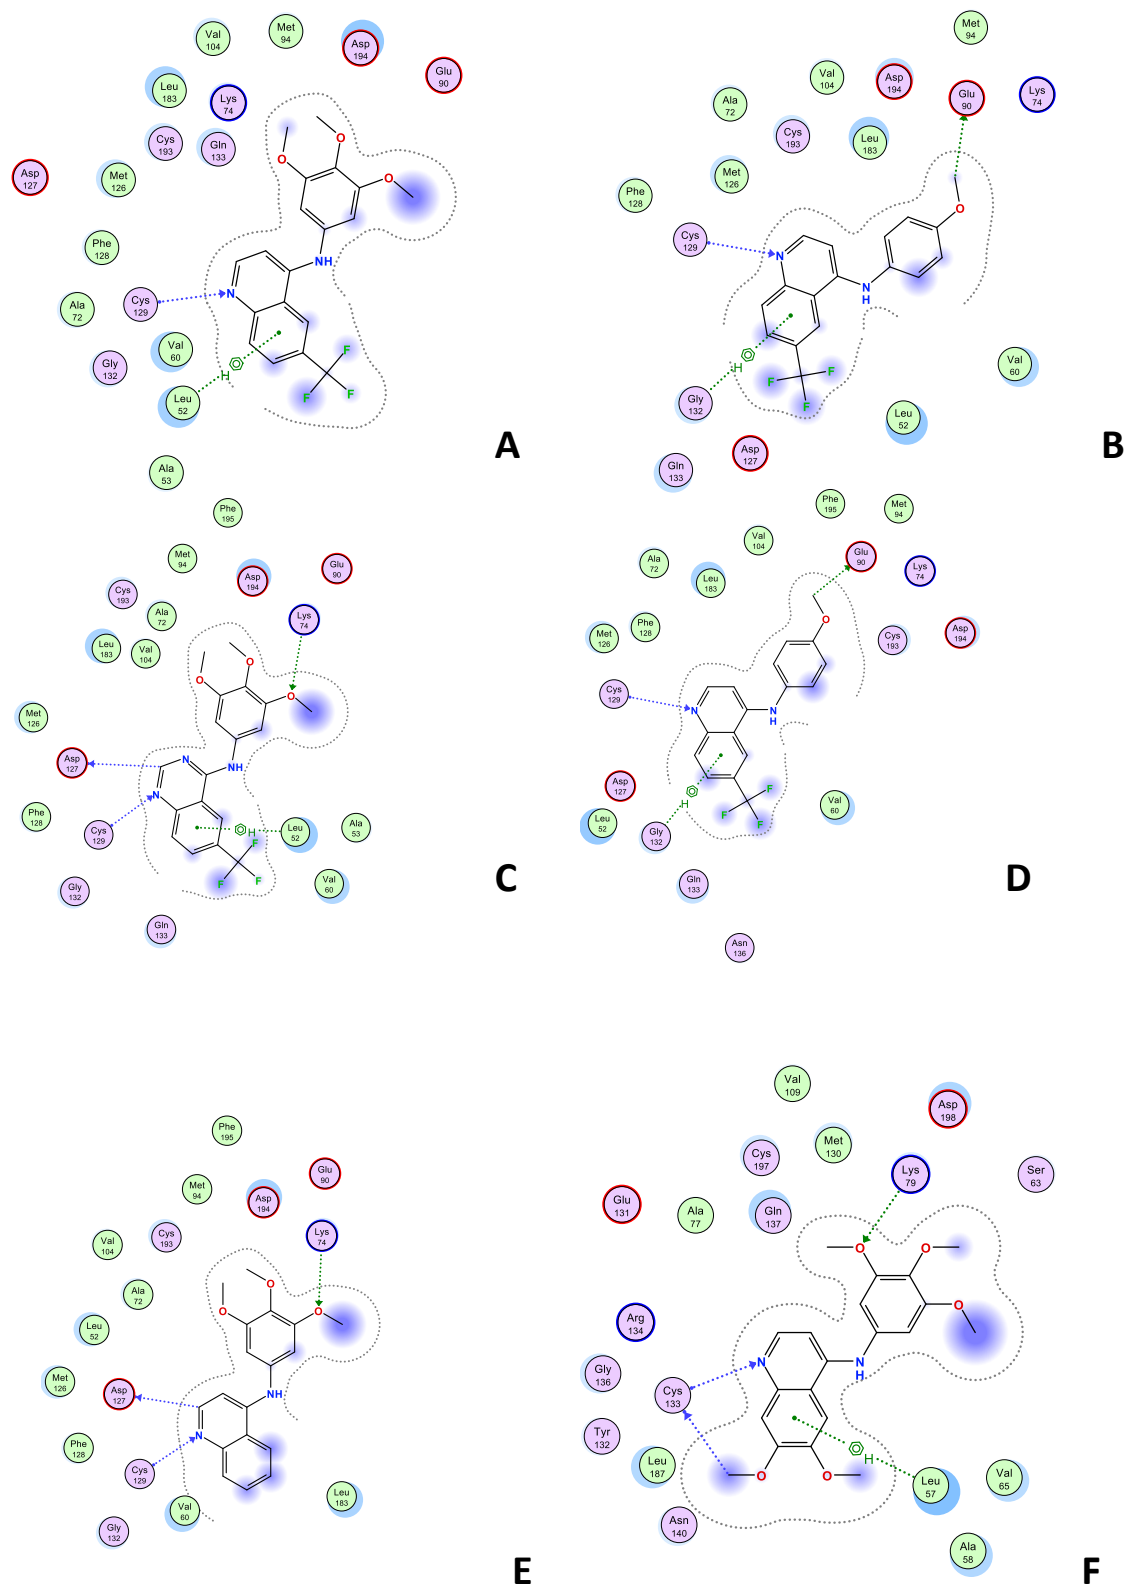 Val
104
Met
94
Asp
194
Glu
90
Leu
183
Lys
74
Cys
193
Gln
133
Asp
127
Met
126
Phe
128
Cys
129
Ala
72
Val
60
Gly
132
Leu
52
O
O
O
NH
N
F
F
F
H
A
Met
94
Val
104
Asp
194
Glu
90
Lys
74
Ala
72
Cys
193
Leu
183
Met
126
Phe
128
Cys
129
O
N
N
H
F
F
F
H
Gly
132
Val
60
Leu
52
Asp
127
Gln
133
B
Ala
53
Phe
195
Met
94
Asp
194
Glu
90
Cys
193
Ala
72
Lys
74
Leu
183
Val
104
O
O
O
Met
126
Asp
127
N
NH
N
Phe
128
Cys
129
H
Leu
52
Ala
53
F
F
F
Gly
132
Val
60
Gln
133
C
Phe
195
Met
94
Val
104
Glu
90
Lys
74
Ala
72
Leu
183
Met
126
Phe
128
O
Cys
193
Asp
194
Cys
129
N
N
H
Asp
127
H
F
F
F
Leu
52
Gly
132
Val
60
Gln
133
Asn
136
D
Phe
195
Glu
90
Met
94
Asp
194
Cys
193
Lys
74
Val
104
Ala
72
Leu
52
O
O
O
Met
126
Asp
127
NH
N
Phe
128
Cys
129
Val
60
Leu
183
Gly
132
E
Val
109
Asp
198
Met
130
Cys
197
Lys
79
Ser
63
Glu
131
Ala
77
Gln
137
O
O
O
Arg
134
N
N
H
Gly
136
Cys
133
Tyr
132
Leu
187
O
O
H
Leu
57
Val
65
Asn
140
Ala
58
F